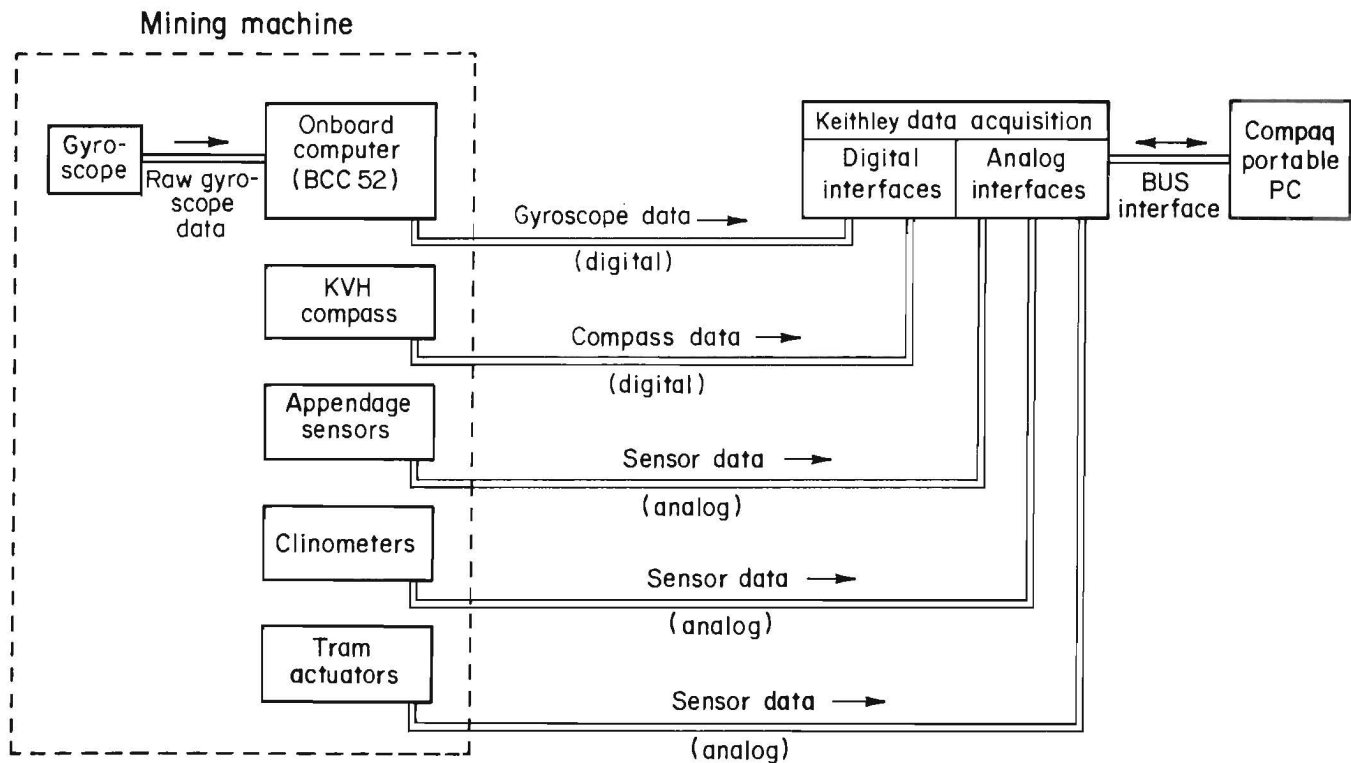 Mining machine
Gyro-
scope
Raw gyro-
scope
data
Onboard
computer
(BCC 52)
Keithley data acquisition
Digital
interfaces
Analog
interfaces
BUS
interface
Compaq
portable
PC
Gyroscope data
(digital)
KVH
compass
Compass data
(digital)
Appendage
sensors
Sensor data
(analog)
Clinometers
Sensor data
(analog)
Tram
actuators
Sensor data
(analog)